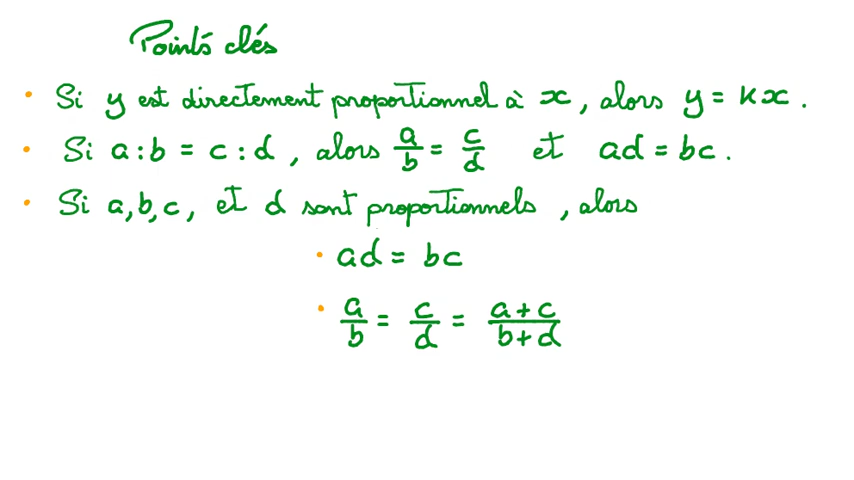 Points clés
• Si y est directement proportionnel à x, alors y = kx.
• Si a:b = c:d, alors a/b = c/d et ad = bc.
• Si a, b, c, et d sont proportionnels, alors
• ad = bc
• a/b = c/d = (a+c)/(b+d)